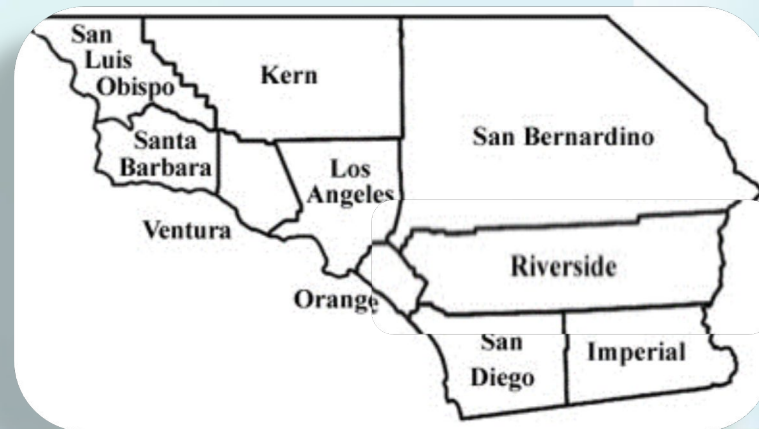 San
Luis
Obispo
Kern
San Bernardino
Santa
Barbara
Los
Angeles
Ventura
Riverside
Orange
San
Diego
Imperial